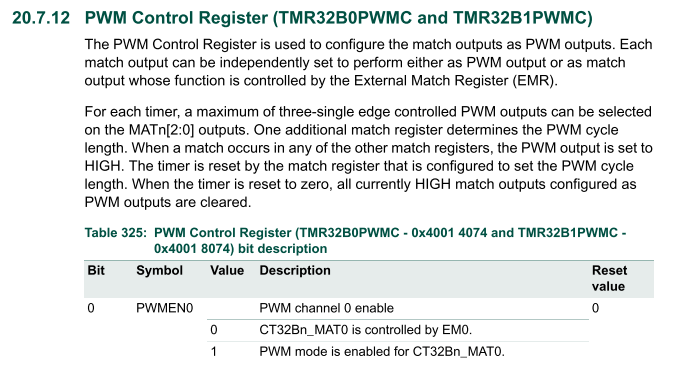 20.7.12 PWM Control Register (TMR32B0PWMC and TMR32B1PWMC)
The PWM Control Register is used to configure the match outputs as PWM outputs. Each
match output can be independently set to perform either as PWM output or as match
output whose function is controlled by the External Match Register (EMR).
For each timer, a maximum of three-single edge controlled PWM outputs can be selected
on the MATn[2:0] outputs. One additional match register determines the PWM cycle
length. When a match occurs in any of the other match registers, the PWM output is set to
HIGH. The timer is reset by the match register that is configured to set the PWM cycle
length. When the timer is reset to zero, all currently HIGH match outputs configured as
PWM outputs are cleared.
Table 325: PWM Control Register (TMR32B0PWMC - 0x4001 4074 and TMR32B1PWMC -
0x4001 8074) bit description
Bit Symbol Value Description Reset
value
0 PWMEN0 PWM channel 0 enable 0
0 CT32Bn_MAT0 is controlled by EM0.
1 PWM mode is enabled for CT32Bn_MAT0.